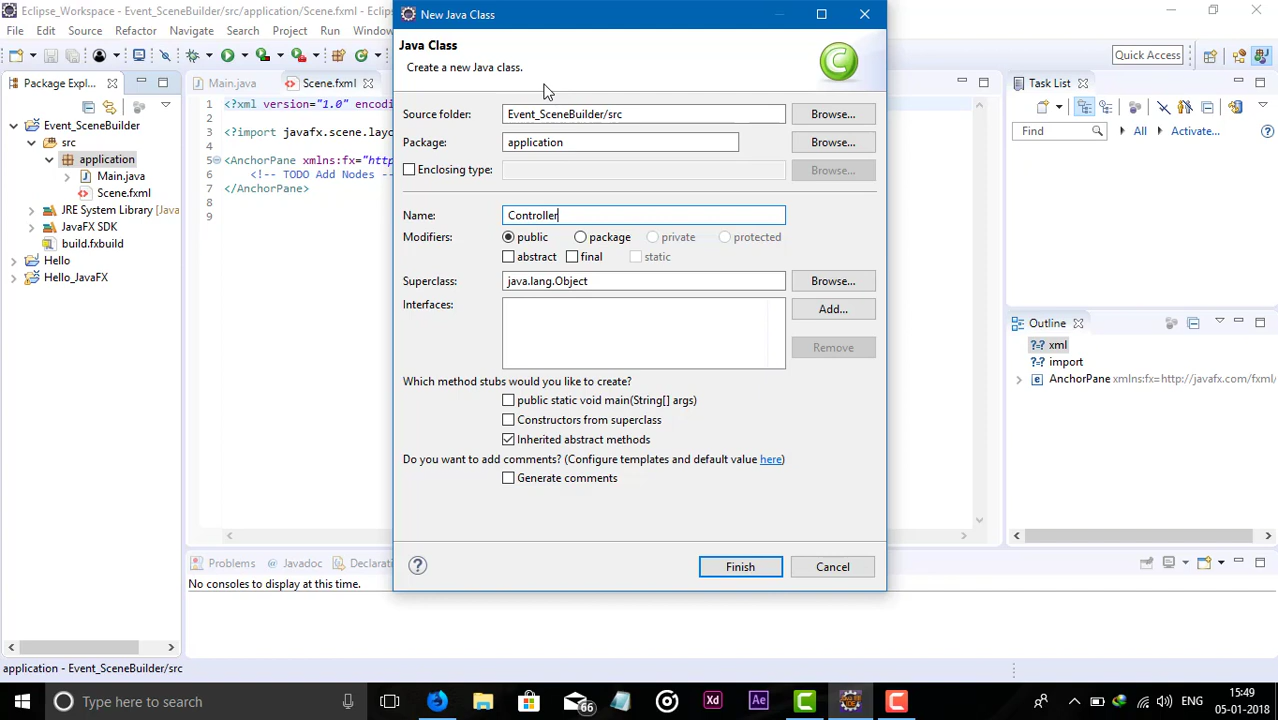 Eclipse_Workspace - Event_SceneBuilder/src/application/Scene.fxml - Eclipse
New Java Class
File Edit Source Refactor Navigate Search Project Run Window
Java Class
Create a new Java class.
Quick Access
Package Expl...
Main.java
Scene.fxml
Task List
Find
All
Activate...
Event_SceneBuilder
src
application
Main.java
Scene.fxml
JRE System Library [Java
JavaFX SDK
build.fxbuild
Hello
Hello_JavaFX
1 <?xml version="1.0" encodi
2
3 <?import javafx.scene.layo
4
5 <AnchorPane xmlns:fx="http
6 <!-- TODO Add Nodes --
7 </AnchorPane>
8
9
Source folder: Event_SceneBuilder/src Browse...
Package: application Browse...
Enclosing type: Browse...
Name: Controller
Modifiers: public package private protected
abstract final static
Superclass: java.lang.Object Browse...
Interfaces: Add...
Remove
Which method stubs would you like to create?
public static void main(String[] args)
Constructors from superclass
Inherited abstract methods
Do you want to add comments? (Configure templates and default value here)
Generate comments
Finish Cancel
Outline
xml
import
AnchorPane xmlns:fx=http://javafx.com/fxml/
Problems
Javadoc
Declarati
No consoles to display at this time.
application - Event_SceneBuilder/src
Type here to search
66
Xd
Ae
ENG
15:49
05-01-2018